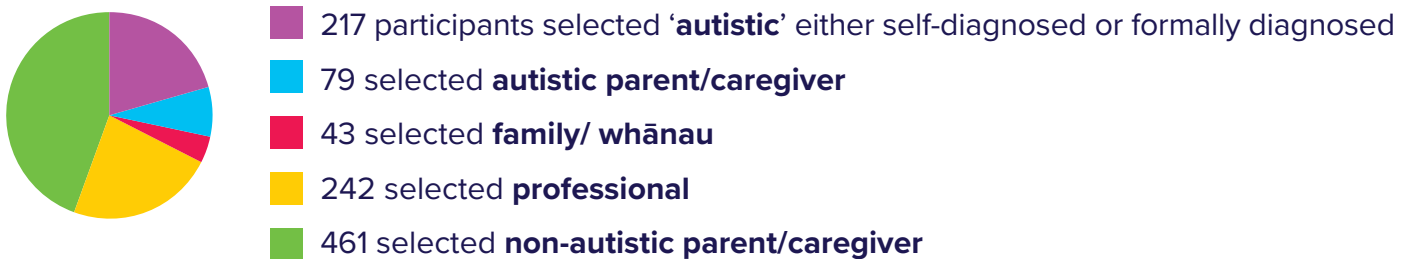 217 participants selected ‘autistic’ either self-diagnosed or formally diagnosed
79 selected autistic parent/caregiver
43 selected family/ whānau
242 selected professional
461 selected non-autistic parent/caregiver